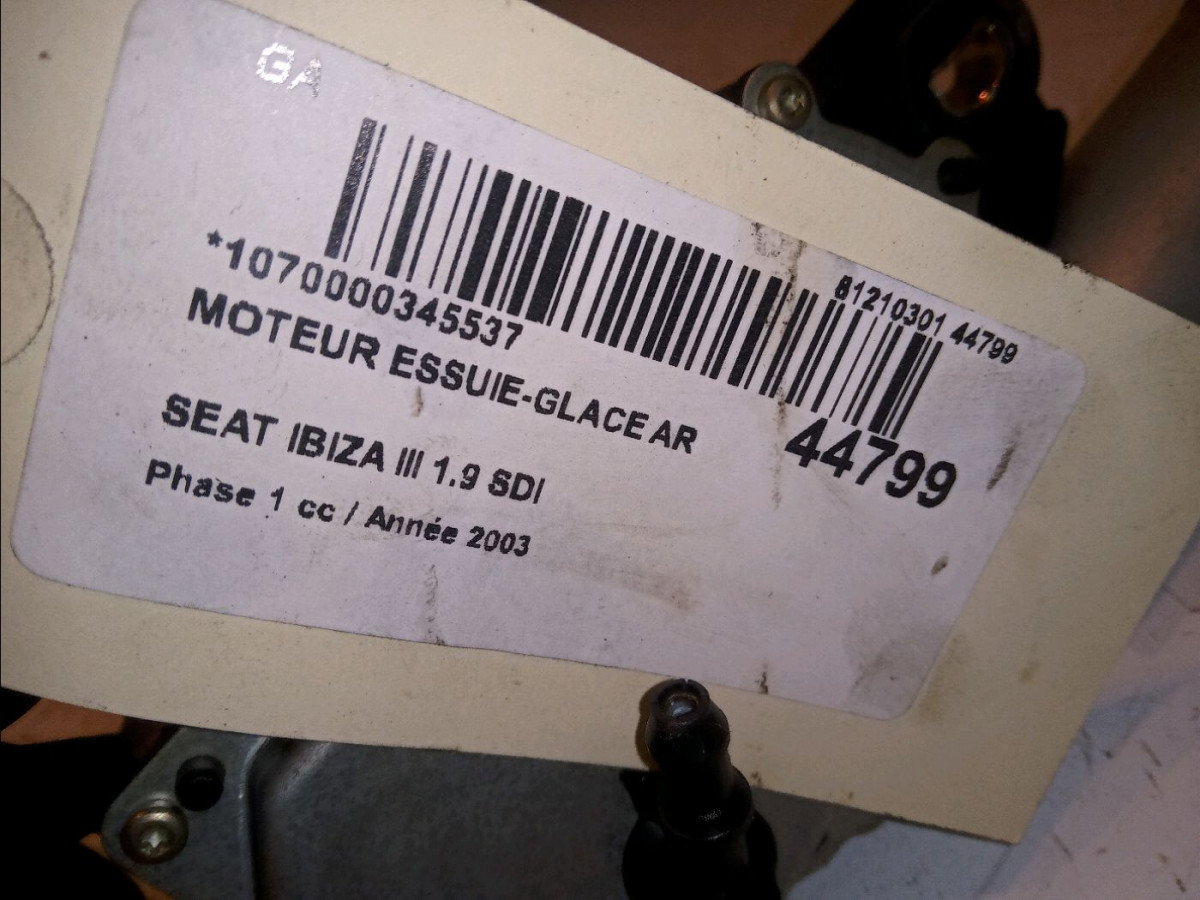 GA
81210301 44799
*1070000345537
MOTEUR ESSUIE-GLACE AR
44799
SEAT IBIZA III 1.9 SDI
Phase 1 cc / Année 2003